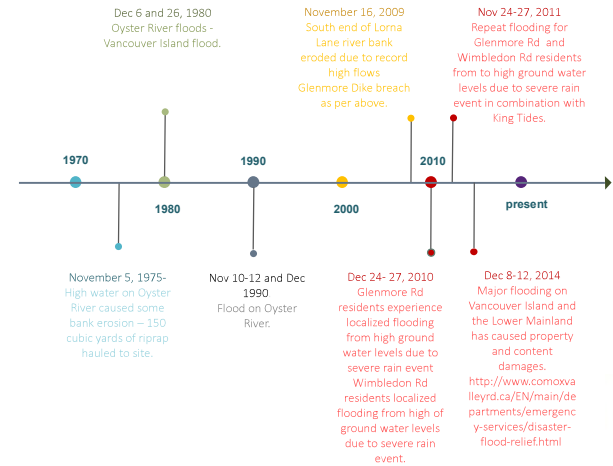 Dec 6 and 26, 1980
Oyster River floods -
Vancouver Island flood.
November 16, 2009
South end of Lorna
Lane river bank
eroded due to record
high flows
Glenmore Dike breach
as per above.
Nov 24-27, 2011
Repeat flooding for
Glenmore Rd and
Wimbledon Rd residents
from to high ground water
levels due to severe rain
event in combination with
King Tides.
1970
1980
1990
2000
2010
present
November 5, 1975-
High water on Oyster
River caused some
bank erosion – 150
cubic yards of riprap
hauled to site.
Nov 10-12 and Dec
1990
Flood on Oyster
River.
Dec 24- 27, 2010
Glenmore Rd
residents experience
localized flooding
from high ground
water levels due to
severe rain event
Wimbledon Rd
residents localized
flooding from high of
ground water levels
due to severe rain
event.
Dec 8-12, 2014
Major flooding on
Vancouver Island and
the Lower Mainland
has caused property
and content
damages.
http://www.comoxva
lleyrd.ca/EN/main/de
partments/emergenc
y-services/disaster-
flood-relief.html